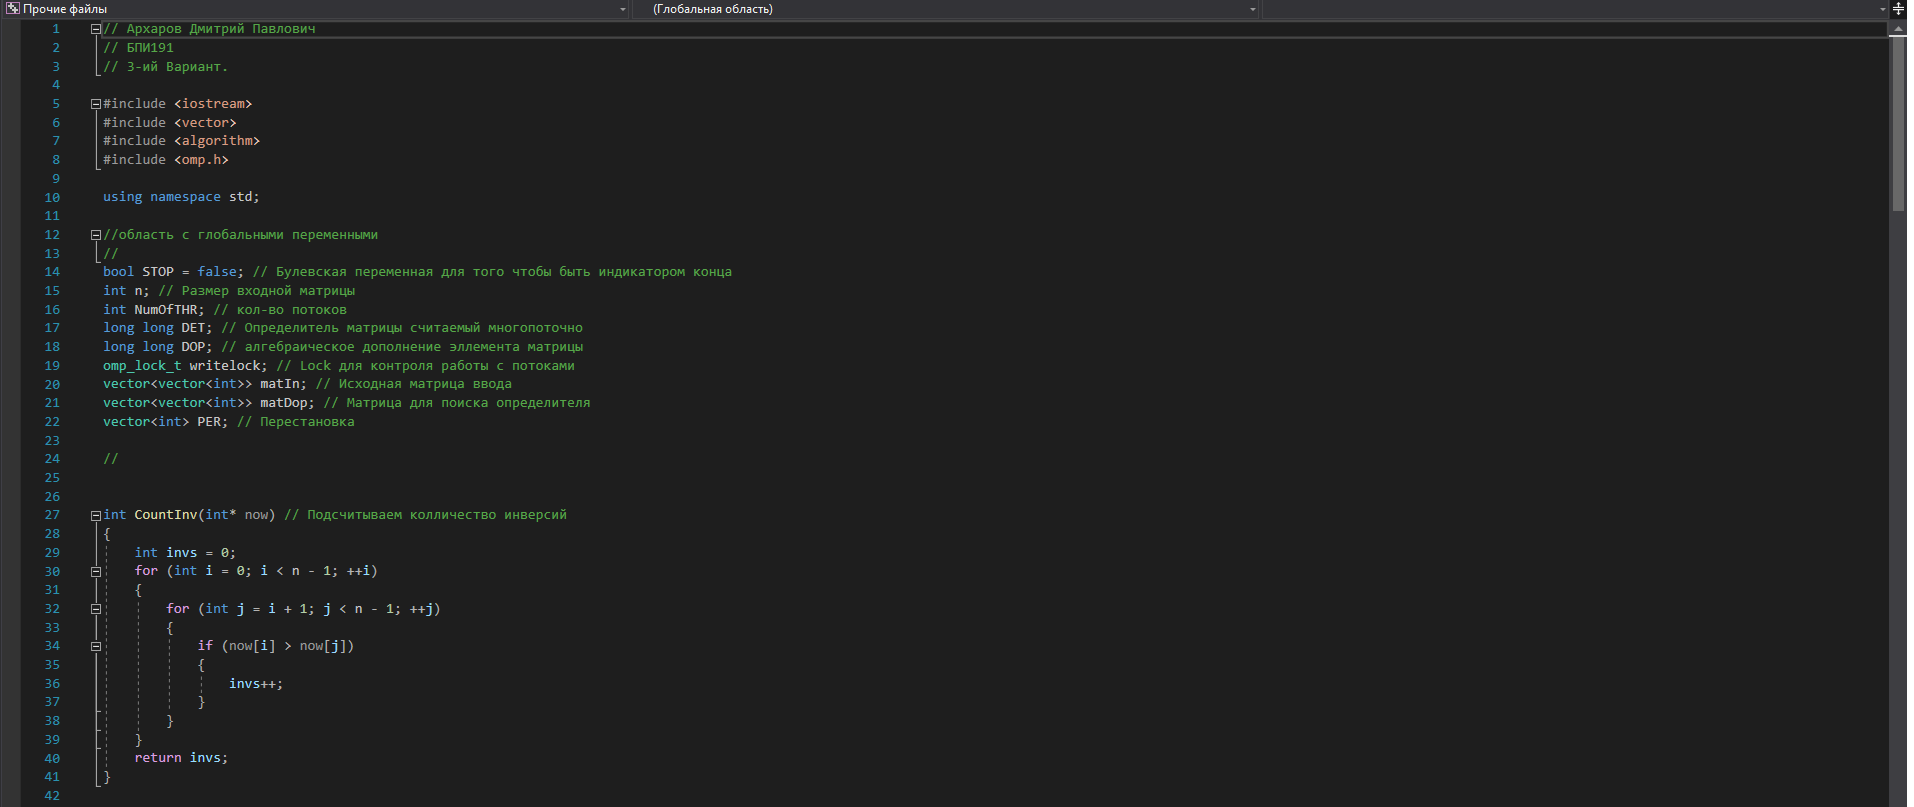 Прочие файлы (Глобальная область)
1 // Архаров Дмитрий Павлович
2 // БПИ191
3 // 3-ий Вариант.
4
5 #include <iostream>
6 #include <vector>
7 #include <algorithm>
8 #include <omp.h>
9
10 using namespace std;
11
12 //область с глобальными переменными
13 //
14 bool STOP = false; // Булевская переменная для того чтобы быть индикатором конца
15 int n; // Размер входной матрицы
16 int NumOfTHR; // кол-во потоков
17 long long DET; // Определитель матрицы считаемый многопоточно
18 long long DOP; // алгебраическое дополнение эллемента матрицы
19 omp_lock_t writelock; // Lock для контроля работы с потоками
20 vector<vector<int>> matIn; // Исходная матрица ввода
21 vector<vector<int>> matDop; // Матрица для поиска определителя
22 vector<int> PER; // Перестановка
23
24 //
25
26
27 int CountInv(int* now) // Подсчитываем колличество инверсий
28 {
29 int invs = 0;
30 for (int i = 0; i < n - 1; ++i)
31 {
32 for (int j = i + 1; j < n - 1; ++j)
33 {
34 if (now[i] > now[j])
35 {
36 invs++;
37 }
38 }
39 }
40 return invs;
41 }
42